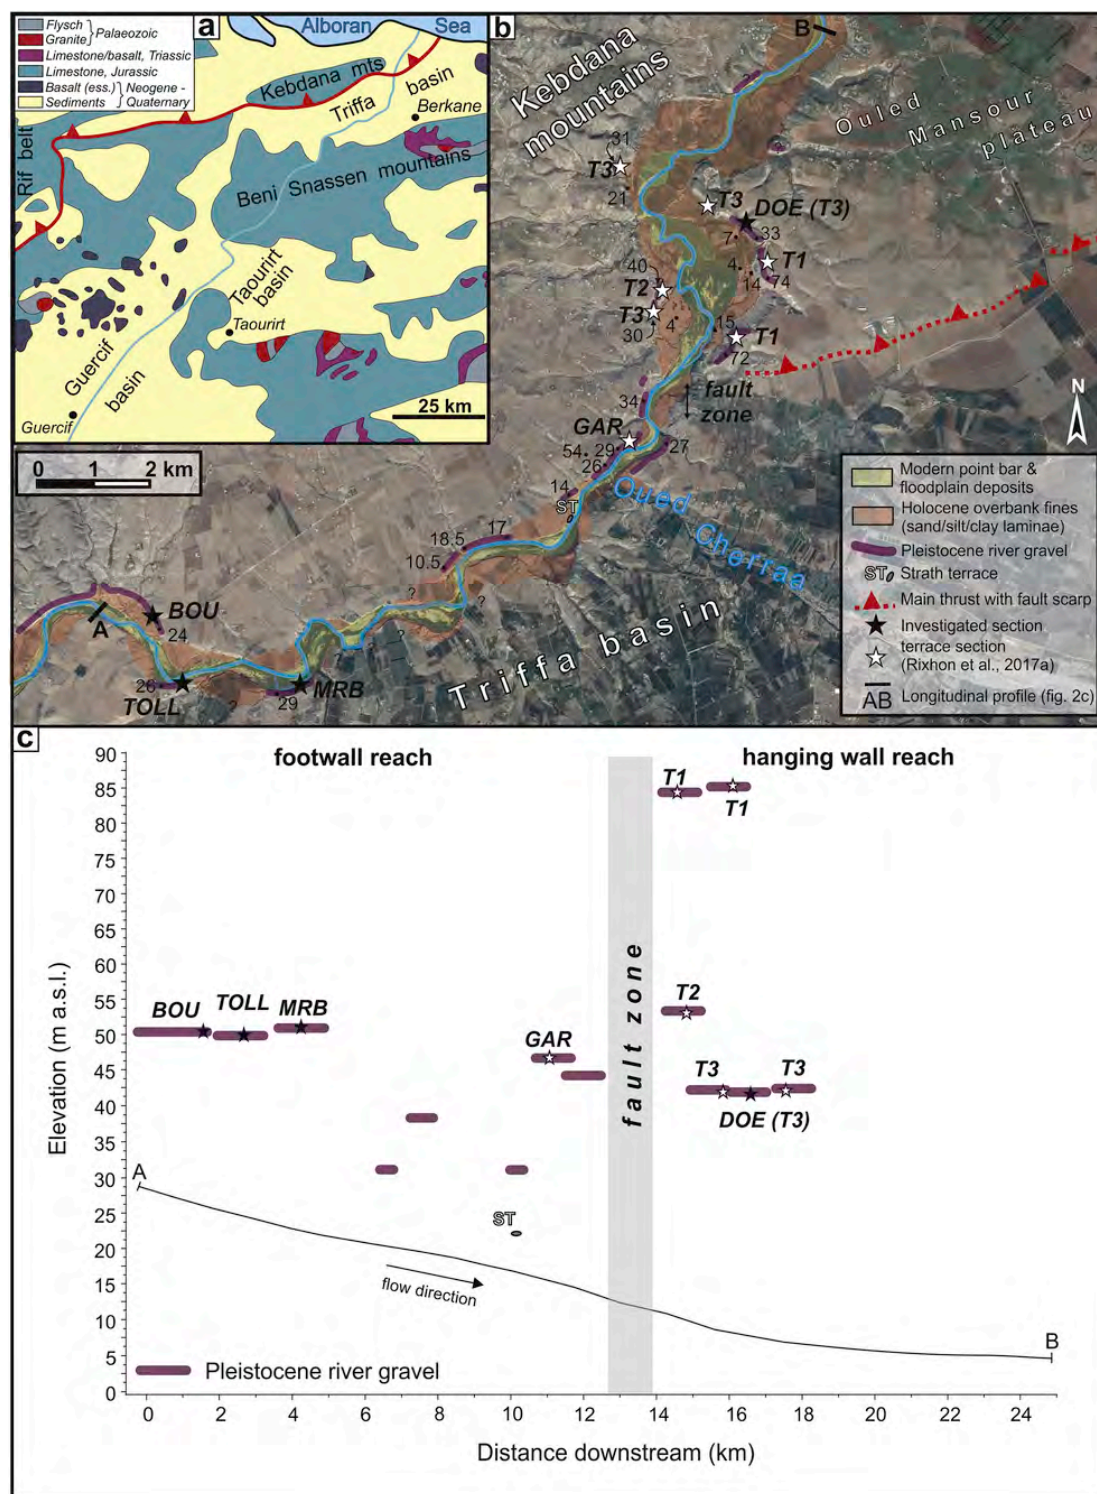 a
Flysch
Granite
Palaeozoic
Limestone/basalt, Triassic
Limestone, Jurassic
Basalt (ess.)
Sediments
Neogene -
Quaternary
Alboran Sea
Kebdana mts
Triffa basin
Berkane
Rif belt
Beni Snassen mountains
Taourirt
basin
Taourirt
Guercif
basin
Guercif
25 km
b
B
Kebdana
mountains
Ouled
Mansour
plateau
31
T3
21
T3
DOE (T3)
7
33
4
T1
14
74
40
T2
T3
4
30
15
T1
72
fault
zone
34
GAR
54
29
26
27
14
ST
Oued Cherraa
17
18.5
10.5
?
?
?
?
?
A
BOU
24
26
TOLL
29
MRB
Triffa basin
N
0 1 2 km
Modern point bar &
floodplain deposits
Holocene overbank fines
(sand/silt/clay laminae)
Pleistocene river gravel
ST Strath terrace
Main thrust with fault scarp
Investigated section
terrace section
(Rixhon et al., 2017a)
AB Longitudinal profile (fig. 2c)
c
footwall reach
hanging wall reach
90
85
80
75
70
65
60
55
50
45
40
35
30
25
20
15
10
5
0
Elevation (m a.s.l.)
BOU
TOLL
MRB
GAR
ST
fault zone
T1
T1
T2
T3
T3
DOE (T3)
A
B
flow direction
Pleistocene river gravel
0 2 4 6 8 10 12 14 16 18 20 22 24
Distance downstream (km)